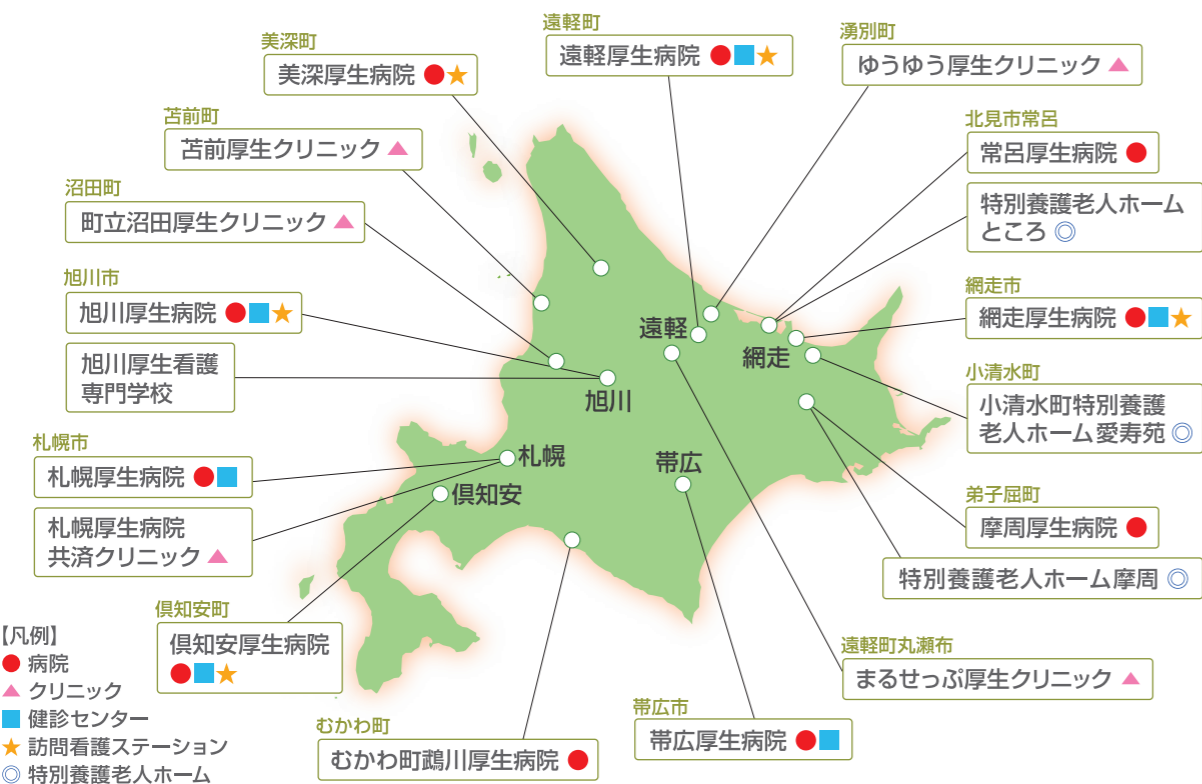 遠軽町
遠軽厚生病院 ●■★
湧別町
ゆうゆう厚生クリニック ▲
美深町
美深厚生病院 ●★
苫前町
苫前厚生クリニック ▲
北見市常呂
常呂厚生病院 ●
特別養護老人ホーム
ところ ◎
沼田町
町立沼田厚生クリニック ▲
旭川市
旭川厚生病院 ●■★
旭川厚生看護
専門学校
網走市
網走厚生病院 ●■★
小清水町
小清水町特別養護
老人ホーム愛寿苑 ◎
遠軽
網走
旭川
札幌
倶知安
帯広
札幌市
札幌厚生病院 ●■
札幌厚生病院
共済クリニック ▲
弟子屈町
摩周厚生病院 ●
特別養護老人ホーム摩周 ◎
倶知安町
倶知安厚生病院
●■★
遠軽町丸瀬布
まるせっぷ厚生クリニック ▲
むかわ町
むかわ町鵡川厚生病院 ●
帯広市
帯広厚生病院 ●■
【凡例】
● 病院
▲ クリニック
■ 健診センター
★ 訪問看護ステーション
◎ 特別養護老人ホーム